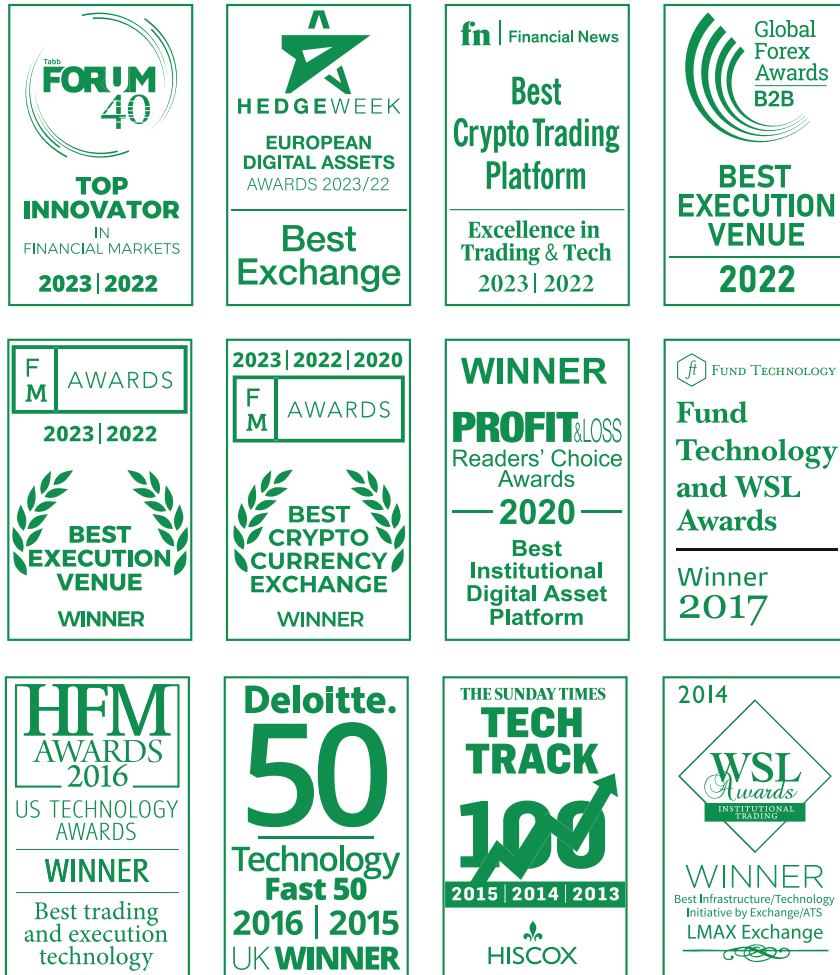 Tabb
FORUM
40
TOP
INNOVATOR
IN
FINANCIAL MARKETS
2023 | 2022
HEDGEWEEK
EUROPEAN
DIGITAL ASSETS
AWARDS 2023/22
Best
Exchange
fn | Financial News
Best
Crypto Trading
Platform
Excellence in
Trading & Tech
2023 | 2022
Global
Forex
Awards
B2B
BEST
EXECUTION
VENUE
2022
F
M
AWARDS
2023 | 2022
BEST
EXECUTION
VENUE
WINNER
2023 | 2022 | 2020
F
M
AWARDS
BEST
CRYPTO
CURRENCY
EXCHANGE
WINNER
WINNER
PROFIT &LOSS
Readers' Choice
Awards
2020
Best
Institutional
Digital Asset
Platform
ft FUND TECHNOLOGY
Fund
Technology
and WSL
Awards
Winner
2017
HFM
AWARDS
2016
US TECHNOLOGY
AWARDS
WINNER
Best trading
and execution
technology
Deloitte.
50
Technology
Fast 50
2016 | 2015
UK WINNER
THE SUNDAY TIMES
TECH
TRACK
100
2015 | 2014 | 2013
HISCOX
2014
WSL
Awards
INSTITUTIONAL
TRADING
WINNER
Best Infrastructure/Technology
Initiative by Exchange/ATS
LMAX Exchange